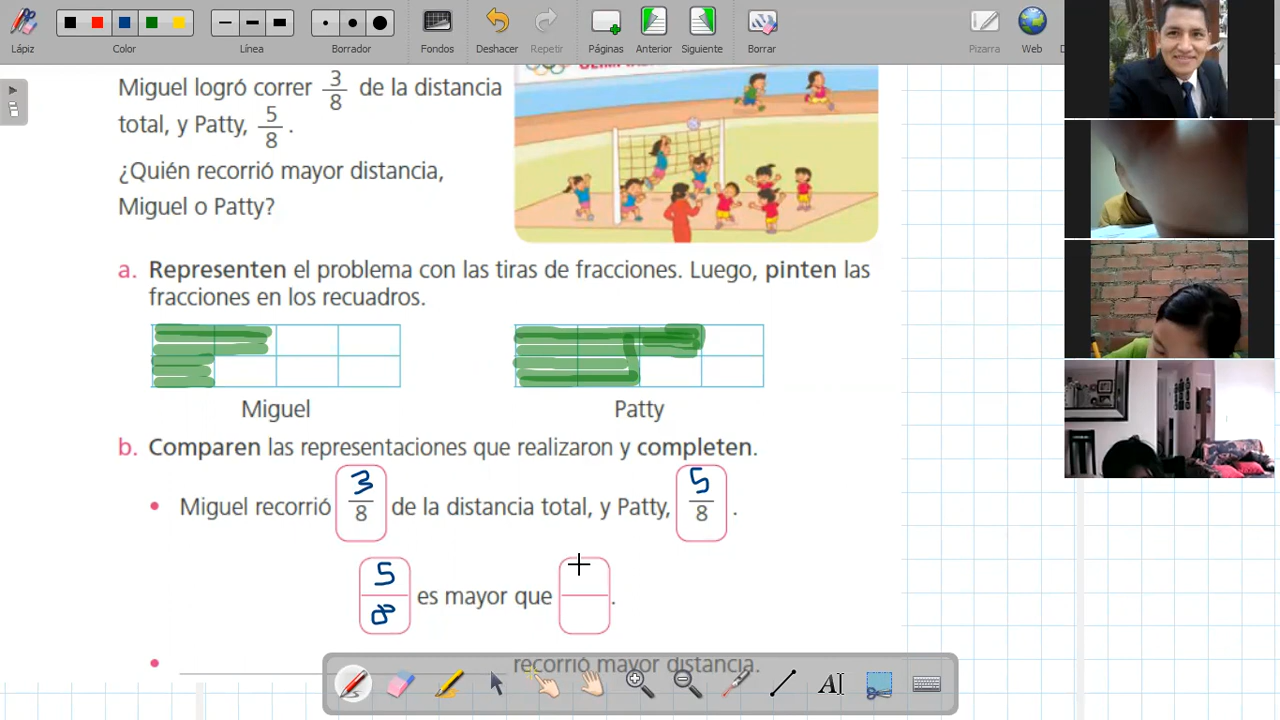 Lápiz Color Línea Borrador Fondos Deshacer Repetir Páginas Anterior Siguiente Borrar Pizarra Web
Miguel logró correr 3/8 de la distancia
total, y Patty, 5/8 .
¿Quién recorrió mayor distancia,
Miguel o Patty?
a. Representen el problema con las tiras de fracciones. Luego, pinten las
fracciones en los recuadros.
Miguel Patty
b. Comparen las representaciones que realizaron y completen.
• Miguel recorrió 3/8 de la distancia total, y Patty, 5/8 .
5/8 es mayor que .
• recorrió mayor distancia.